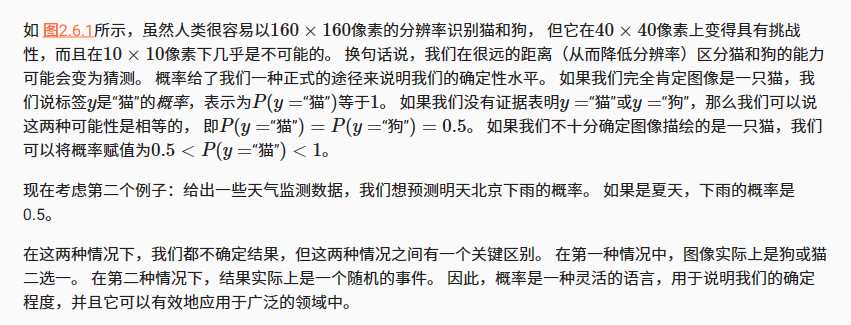 如 图2.6.1所示，虽然人类很容易以160 × 160像素的分辨率识别猫和狗， 但它在40 × 40像素上变得具有挑战
性，而且在10 × 10像素下几乎是不可能的。 换句话说，我们在很远的距离（从而降低分辨率）区分猫和狗的能力
可能会变为猜测。 概率给了我们一种正式的途径来说明我们的确定性水平。 如果我们完全肯定图像是一只猫，我
们说标签y是“猫”的概率，表示为P(y =“猫”)等于1。 如果我们没有证据表明y =“猫”或y =“狗”，那么我们可以说
这两种可能性是相等的， 即P(y =“猫”) = P(y =“狗”) = 0.5。 如果我们不十分确定图像描绘的是一只猫，我们
可以将概率赋值为0.5 < P(y =“猫”) < 1。
现在考虑第二个例子：给出一些天气监测数据，我们想预测明天北京下雨的概率。 如果是夏天，下雨的概率是
0.5。
在这两种情况下，我们都不确定结果，但这两种情况之间有一个关键区别。 在第一种情况中，图像实际上是狗或猫
二选一。 在第二种情况下，结果实际上是一个随机的事件。 因此，概率是一种灵活的语言，用于说明我们的确定
程度，并且它可以有效地应用于广泛的领域中。